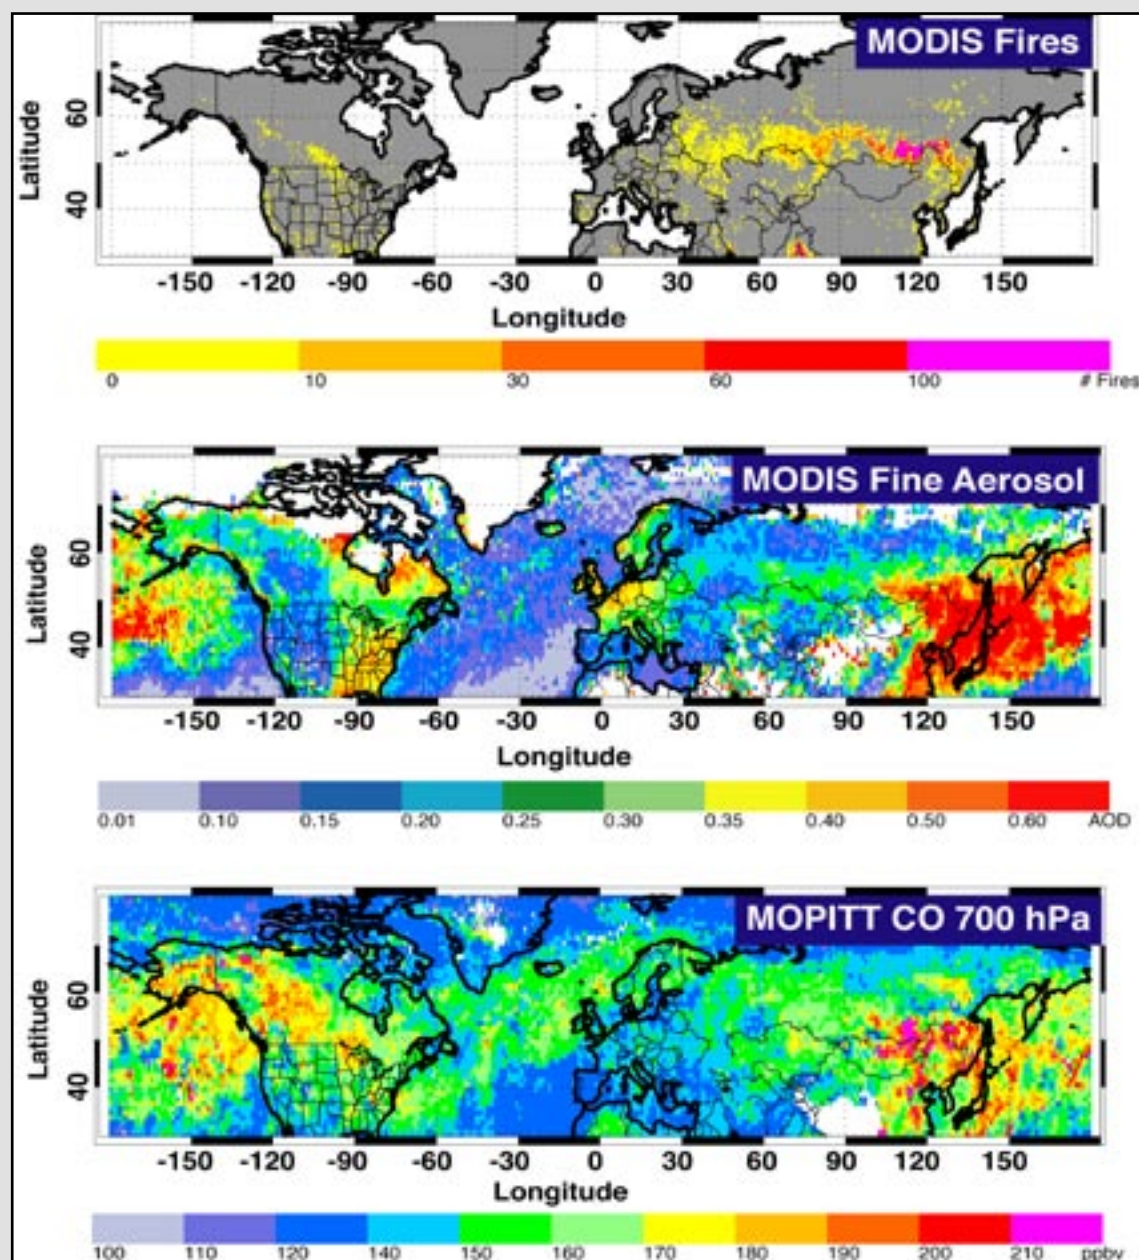 MODIS Fires
Latitude
60
40
-150 -120 -90 -60 -30 0 30 60 90 120 150
Longitude
0 10 30 60 100 # Fires
MODIS Fine Aerosol
Latitude
60
40
-150 -120 -90 -60 -30 0 30 60 90 120 150
Longitude
0.01 0.10 0.15 0.20 0.25 0.30 0.35 0.40 0.50 0.60 AOD
MOPITT CO 700 hPa
Latitude
60
40
-150 -120 -90 -60 -30 0 30 60 90 120 150
Longitude
100 110 120 140 150 160 170 180 190 200 210 ppbv